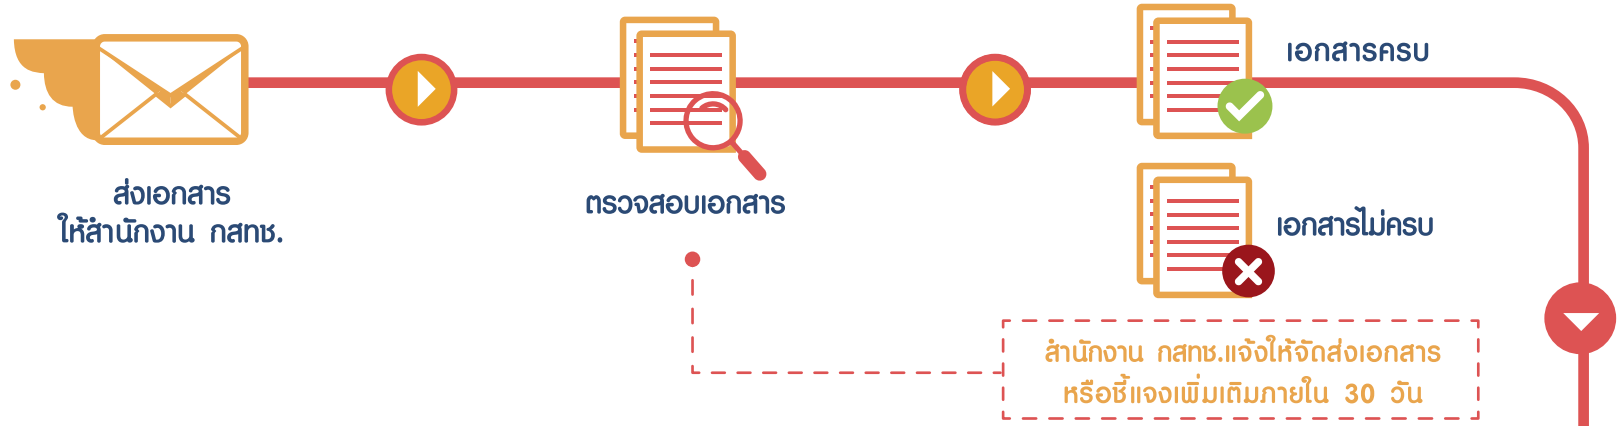 ส่งเอกสาร
ให้สำนักงาน กสทช.
ตรวจสอบเอกสาร
เอกสารครบ
เอกสารไม่ครบ
สำนักงาน กสทช.แจ้งให้จัดส่งเอกสาร
หรือชี้แจงเพิ่มเติมภายใน 30 วัน